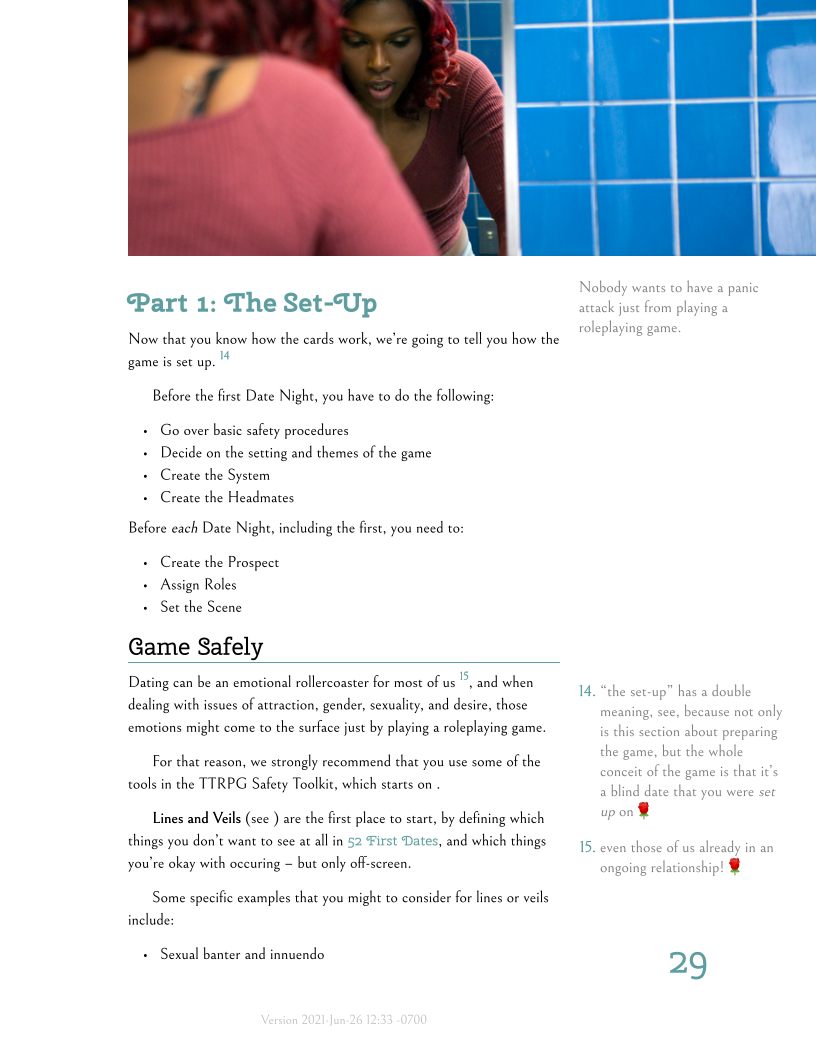 Part 1: The Set-Up
Now that you know how the cards work, we're going to tell you how the
game is set up. 14
Before the first Date Night, you have to do the following:
• Go over basic safety procedures
• Decide on the setting and themes of the game
• Create the System
• Create the Headmates
Before each Date Night, including the first, you need to:
• Create the Prospect
• Assign Roles
• Set the Scene
Game Safely
Dating can be an emotional rollercoaster for most of us 15, and when
dealing with issues of attraction, gender, sexuality, and desire, those
emotions might come to the surface just by playing a roleplaying game.
For that reason, we strongly recommend that you use some of the
tools in the TTRPG Safety Toolkit, which starts on .
Lines and Veils (see ) are the first place to start, by defining which
things you don't want to see at all in 52 First Dates, and which things
you're okay with occuring – but only off-screen.
Some specific examples that you might to consider for lines or veils
include:
• Sexual banter and innuendo
Nobody wants to have a panic
attack just from playing a
roleplaying game.
14. “the set-up” has a double
meaning, see, because not only
is this section about preparing
the game, but the whole
conceit of the game is that it's
a blind date that you were set
up on 🌹
15. even those of us already in an
ongoing relationship! 🌹
29
Version 2021-Jun-26 12:33 -0700